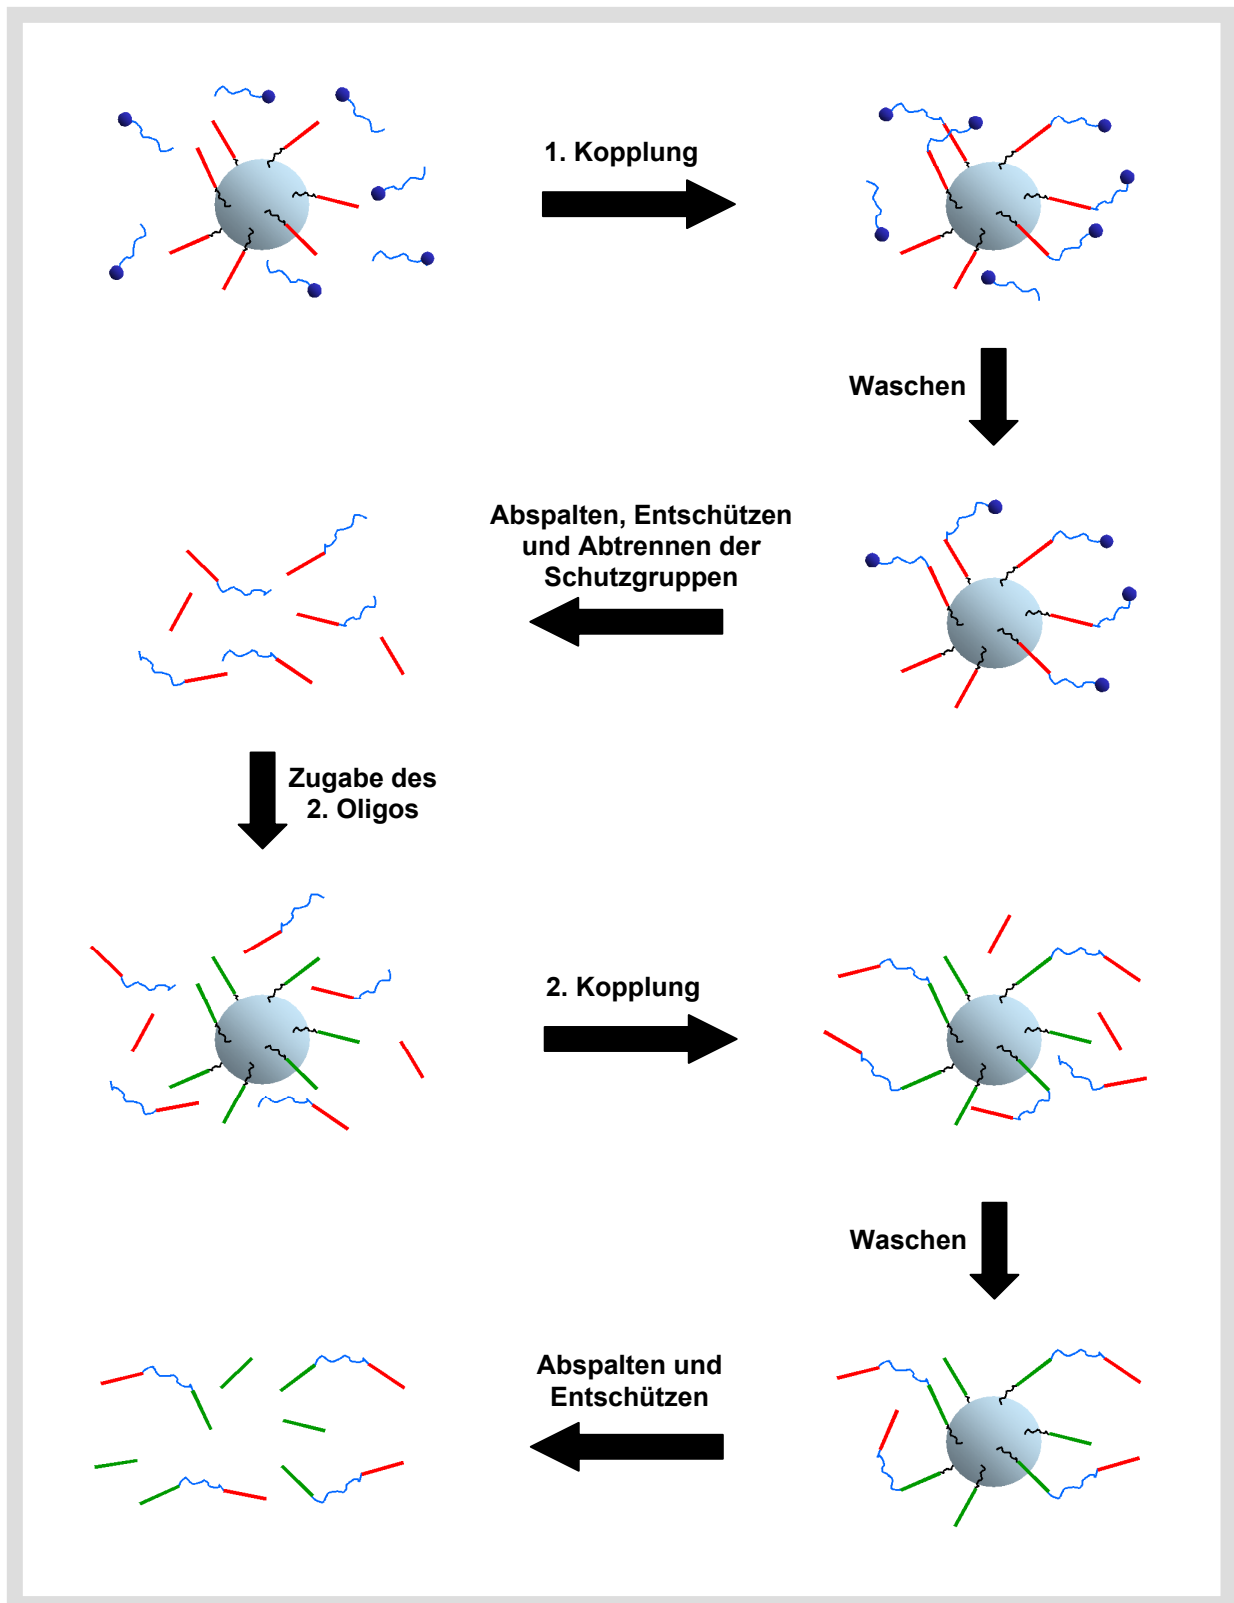 1. Kopplung
Waschen
Abspalten, Entschützen
und Abtrennen der
Schutzgruppen
Zugabe des
2. Oligos
2. Kopplung
Waschen
Abspalten und
Entschützen